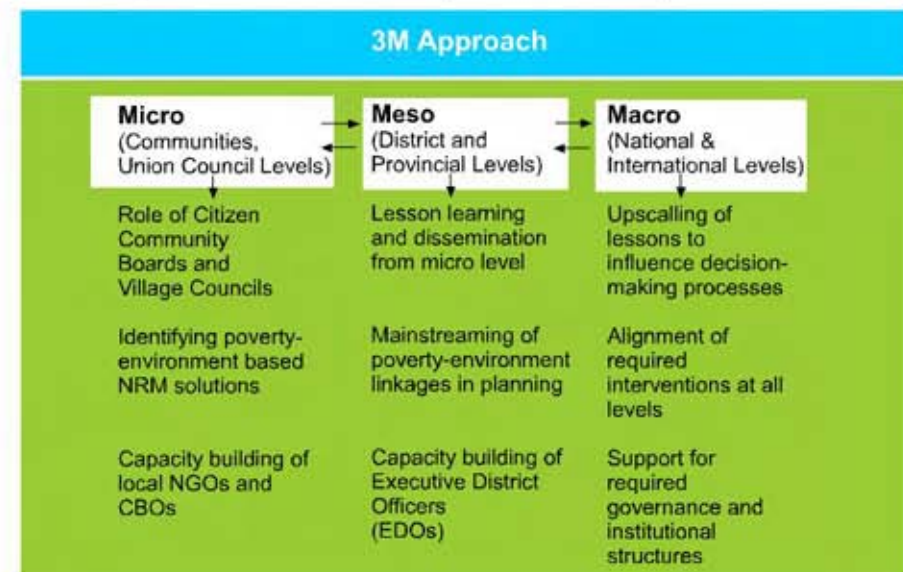 3M Approach
Micro
(Communities,
Union Council Levels)
Meso
(District and
Provincial Levels)
Macro
(National &
International Levels)
Role of Citizen
Community
Boards and
Village Councils
Lesson learning
and dissemination
from micro level
Upscalling of
lessons to
influence decision-
making processes
Identifying poverty-
environment based
NRM solutions
Mainstreaming of
poverty-environment
linkages in planning
Alignment of
required
interventions at all
levels
Capacity building of
local NGOs and
CBOs
Capacity building of
Executive District
Officers
(EDOs)
Support for
required
governance and
institutional
structures